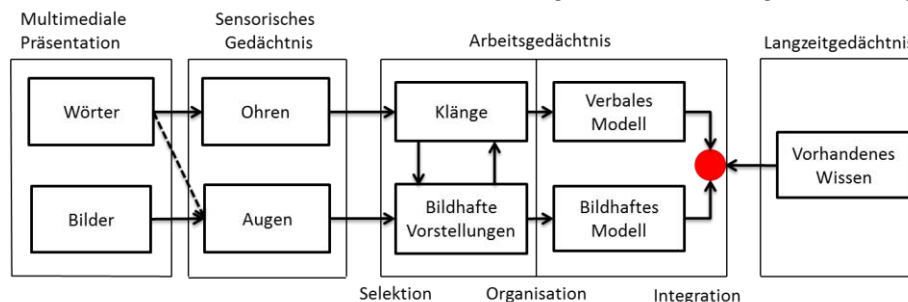 Multimediale
Präsentation
Sensorisches
Gedächtnis
Arbeitsgedächtnis
Langzeitgedächtnis
Wörter
Ohren
Klänge
Verbales
Modell
Vorhandenes
Wissen
Bilder
Augen
Bildhafte
Vorstellungen
Bildhaftes
Modell
Selektion
Organisation
Integration